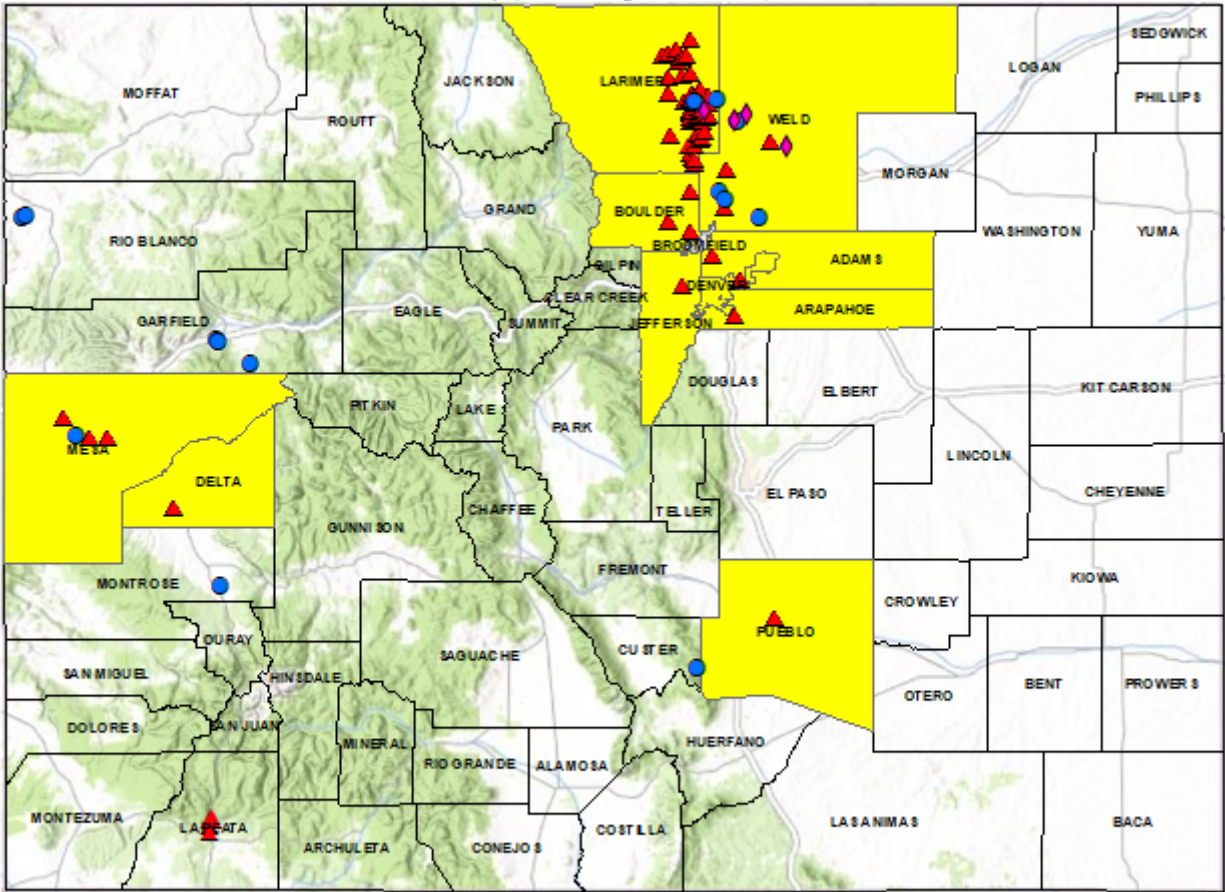 SEDGWICK
LOGAN
JACKSON
LARIMER
MOFFAT
PHILLIPS
ROUTT
WELD
MORGAN
GRAND
BOULDER
WASHINGTON
YUMA
RIO BLANCO
BROOMFIELD
GILPIN
ADAMS
DENVER
CLEAR CREEK
EAGLE
GARFIELD
SUMMIT
JEFFERSON
ARAPAHOE
DOUGLAS
ELBERT
KIT CARSON
PITKIN
LAKE
PARK
MESA
LINCOLN
DELTA
CHEYENNE
EL PASO
CHAFFEE
TELLER
GUNNISON
FREMONT
KIOWA
MONTROSE
CROWLEY
PUEBLO
OURAY
CUSTER
SAGUACHE
SAN MIGUEL
HINSDALE
BENT
PROWERS
OTERO
DOLORES
SAN JUAN
MINERAL
HUERFANO
RIO GRANDE
ALAMOSA
MONTEZUMA
LA PLATA
COSTILLA
LAS ANIMAS
BACA
ARCHULETA
CONEJOS